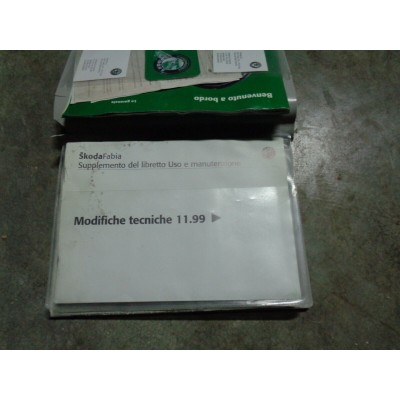 Benvenuto a bordo
ŠkodaFabia
Supplemento del libretto Uso e manutenzione
Modifiche tecniche 11.99 ▶